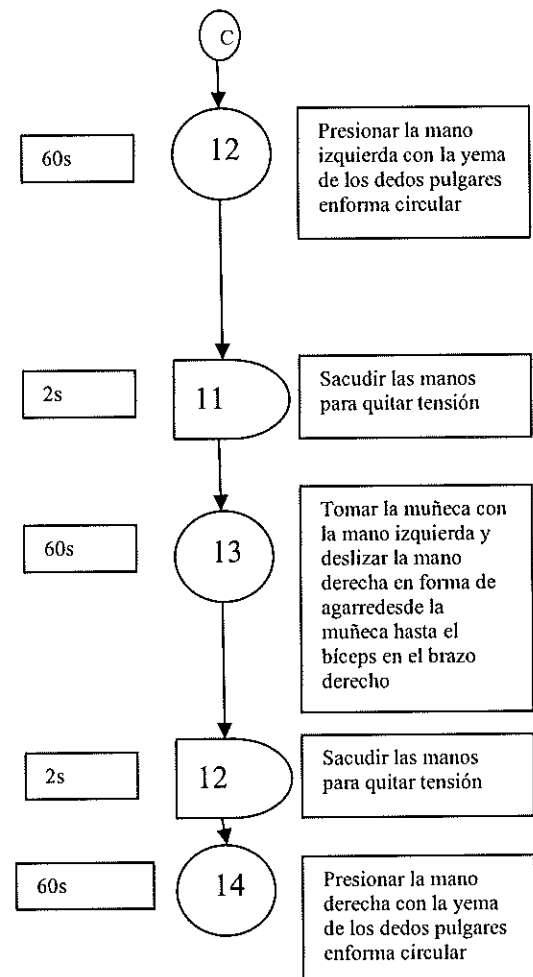 C
60s
12
Presionar la mano
izquierda con la yema
de los dedos pulgares
enforma circular
2s
11
Sacudir las manos
para quitar tensión
60s
13
Tomar la muñeca con
la mano izquierda y
deslizar la mano
derecha en forma de
agarredesde la
muñeca hasta el
bíceps en el brazo
derecho
2s
12
Sacudir las manos
para quitar tensión
60s
14
Presionar la mano
derecha con la yema
de los dedos pulgares
enforma circular